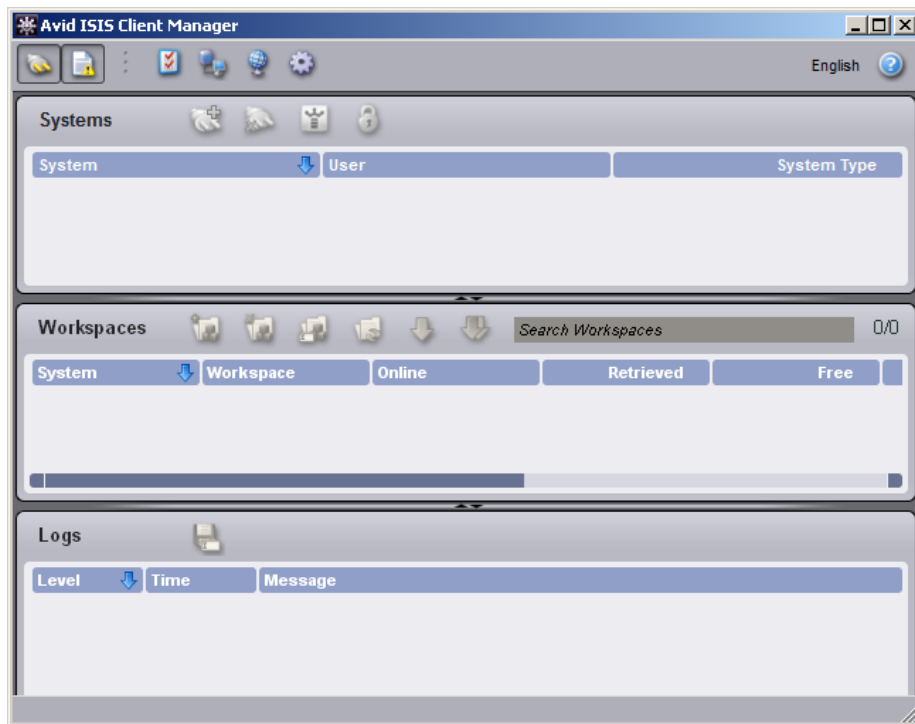 Avid ISIS Client Manager
English
Systems
System User System Type
Workspaces Search Workspaces 0/0
System Workspace Online Retrieved Free
Logs
Level Time Message